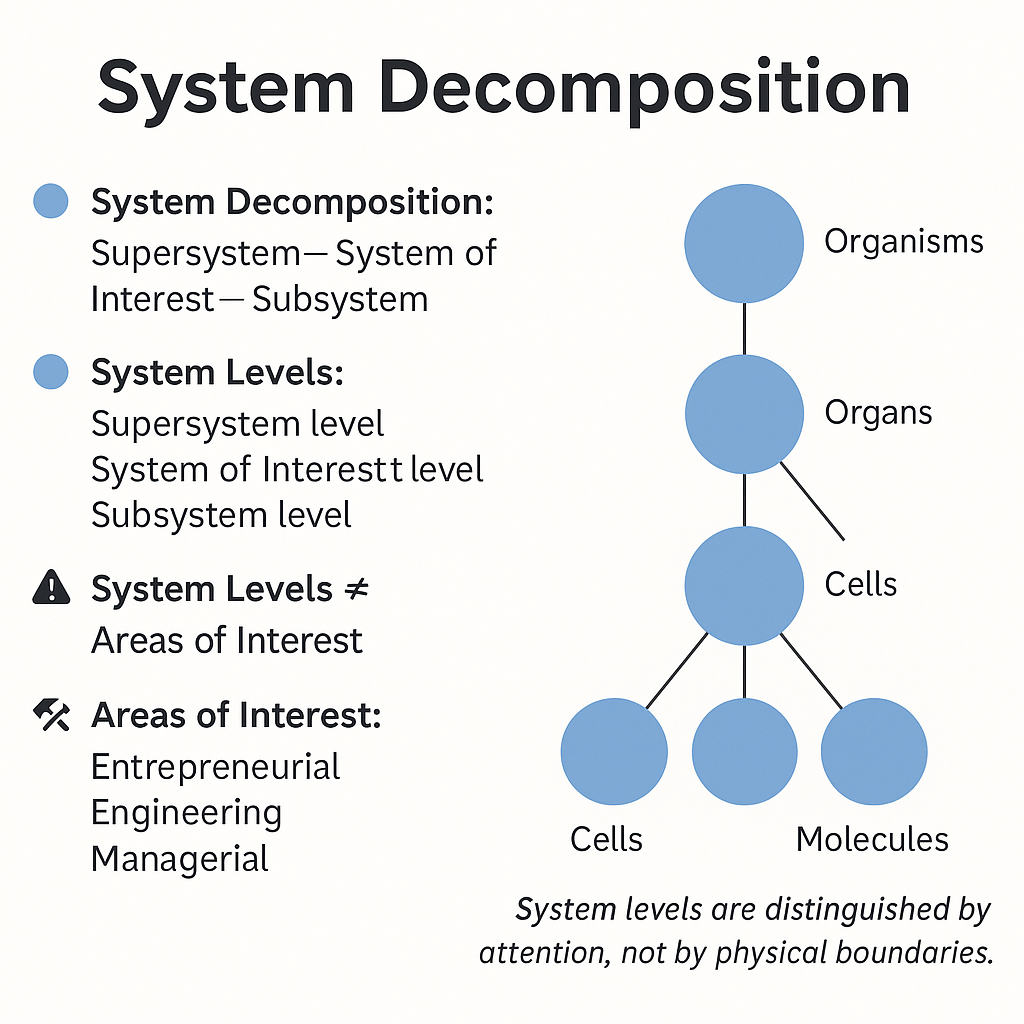 System Decomposition
System Decomposition:
Supersystem— System of
Interest — Subsystem
System Levels:
Supersystem level
System of Interestt level
Subsystem level
System Levels ≠
Areas of Interest
Areas of Interest:
Entrepreneurial
Engineering
Managerial
Organisms
Organs
Cells
Cells
Molecules
System levels are distinguished by
attention, not by physical boundaries.